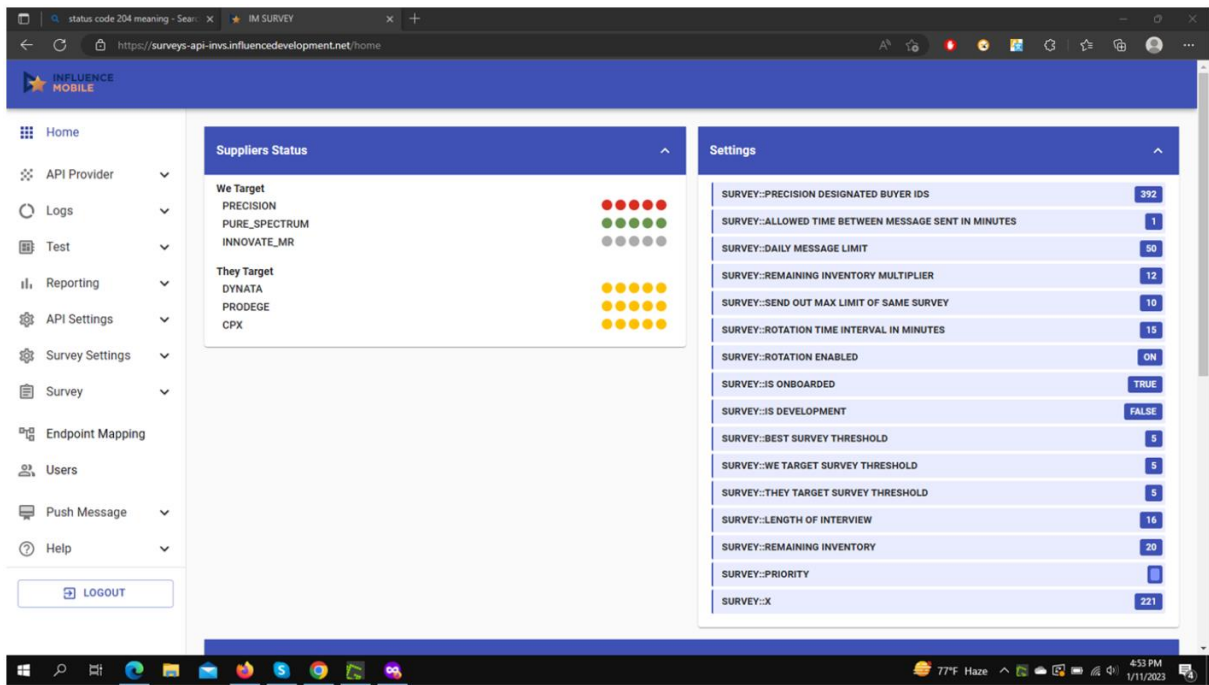 status code 204 meaning - Sear
IM SURVEY
https://surveys-api-invs.influencedevelopment.net/home
INFLUENCE
MOBILE
Home
API Provider
Logs
Test
Reporting
API Settings
Survey Settings
Survey
Endpoint Mapping
Users
Push Message
Help
LOGOUT
Suppliers Status
We Target
PRECISION
PURE_SPECTRUM
INNOVATE_MR
They Target
DYNATA
PRODEGE
CPX
Settings
SURVEY::PRECISION DESIGNATED BUYER IDS 392
SURVEY::ALLOWED TIME BETWEEN MESSAGE SENT IN MINUTES 1
SURVEY::DAILY MESSAGE LIMIT 50
SURVEY::REMAINING INVENTORY MULTIPLIER 12
SURVEY::SEND OUT MAX LIMIT OF SAME SURVEY 10
SURVEY::ROTATION TIME INTERVAL IN MINUTES 15
SURVEY::ROTATION ENABLED ON
SURVEY::IS ONBOARDED TRUE
SURVEY::IS DEVELOPMENT FALSE
SURVEY::BEST SURVEY THRESHOLD 5
SURVEY::WE TARGET SURVEY THRESHOLD 5
SURVEY::THEY TARGET SURVEY THRESHOLD 5
SURVEY::LENGTH OF INTERVIEW 16
SURVEY::REMAINING INVENTORY 20
SURVEY::PRIORITY
SURVEY::X 221
77°F Haze
4:53 PM
1/11/2023